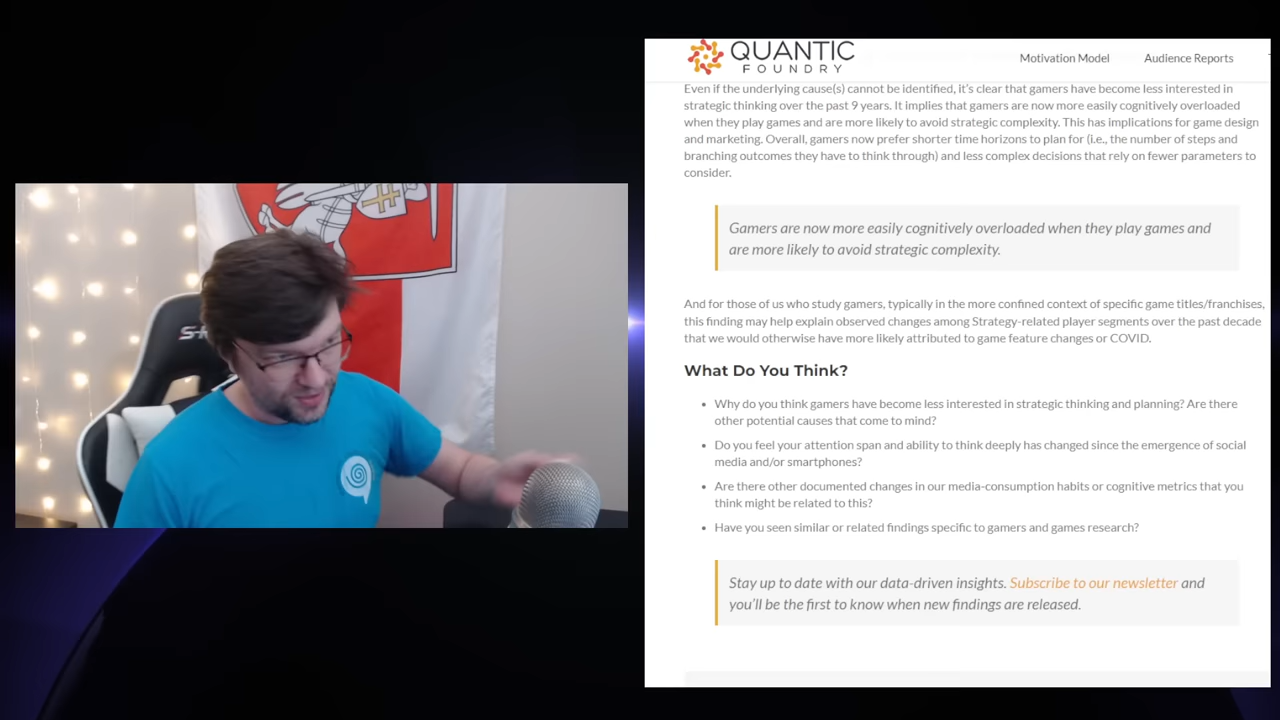 QUANTIC
FOUNDRY
Motivation Model
Audience Reports
Even if the underlying cause(s) cannot be identified, it's clear that gamers have become less interested in
strategic thinking over the past 9 years. It implies that gamers are now more easily cognitively overloaded
when they play games and are more likely to avoid strategic complexity. This has implications for game design
and marketing. Overall, gamers now prefer shorter time horizons to plan for (i.e., the number of steps and
branching outcomes they have to think through) and less complex decisions that rely on fewer parameters to
consider.
Gamers are now more easily cognitively overloaded when they play games and
are more likely to avoid strategic complexity.
And for those of us who study gamers, typically in the more confined context of specific game titles/franchises,
this finding may help explain observed changes among Strategy-related player segments over the past decade
that we would otherwise have more likely attributed to game feature changes or COVID.
What Do You Think?
• Why do you think gamers have become less interested in strategic thinking and planning? Are there
other potential causes that come to mind?
• Do you feel your attention span and ability to think deeply has changed since the emergence of social
media and/or smartphones?
• Are there other documented changes in our media-consumption habits or cognitive metrics that you
think might be related to this?
• Have you seen similar or related findings specific to gamers and games research?
Stay up to date with our data-driven insights. Subscribe to our newsletter and
you'll be the first to know when new findings are released.